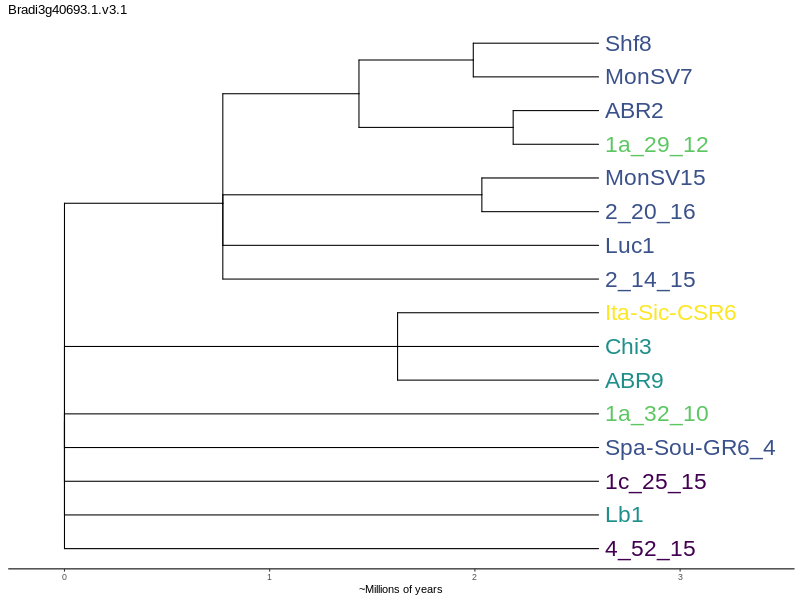 Bradi3g40693.1.v3.1
Shf8
MonSV7
ABR2
1a_29_12
MonSV15
2_20_16
Luc1
2_14_15
Ita-Sic-CSR6
Chi3
ABR9
1a_32_10
Spa-Sou-GR6_4
1c_25_15
Lb1
4_52_15
0 1 2 3
~Millions of years